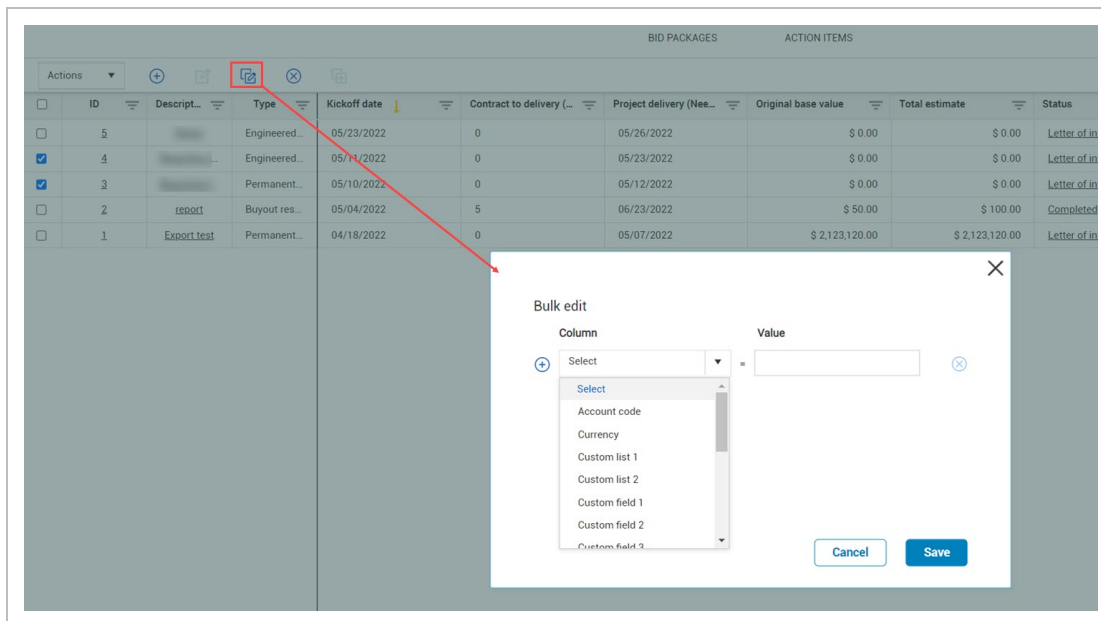 BID PACKAGES ACTION ITEMS
Actions
ID Descript... Type Kickoff date Contract to delivery (... Project delivery (Nee... Original base value Total estimate Status
5 Engineered... 05/23/2022 0 05/26/2022 $ 0.00 $ 0.00 Letter of in
4 ... Engineered... 05/11/2022 0 05/23/2022 $ 0.00 $ 0.00 Letter of in
3 Permanent... 05/10/2022 0 05/12/2022 $ 0.00 $ 0.00 Letter of in
2 report Buyout res... 05/04/2022 5 06/23/2022 $ 50.00 $ 100.00 Completed
1 Export test Permanent... 04/18/2022 0 05/07/2022 $ 2,123,120.00 $ 2,123,120.00 Letter of in
Bulk edit
Column Value
Select =
Select
Account code
Currency
Custom list 1
Custom list 2
Custom field 1
Custom field 2
Custom field 3
Cancel Save